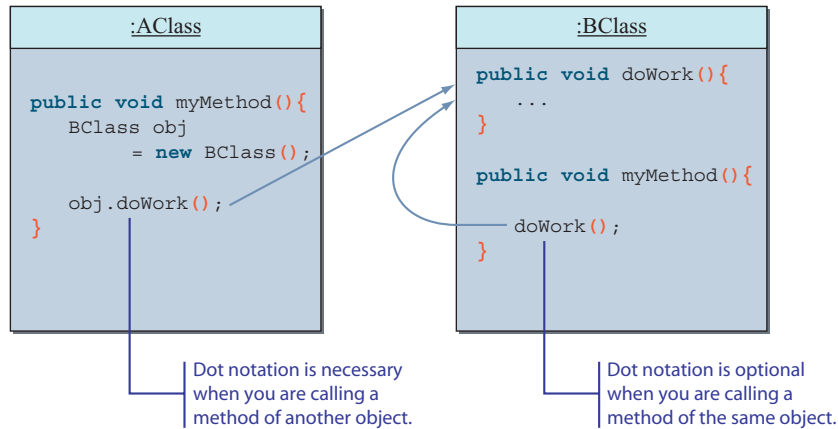 :AClass
public void myMethod(){
BClass obj
= new BClass();
obj.doWork();
}
Dot notation is necessary
when you are calling a
method of another object.
:BClass
public void doWork(){
...
}
public void myMethod(){
doWork();
}
Dot notation is optional
when you are calling a
method of the same object.